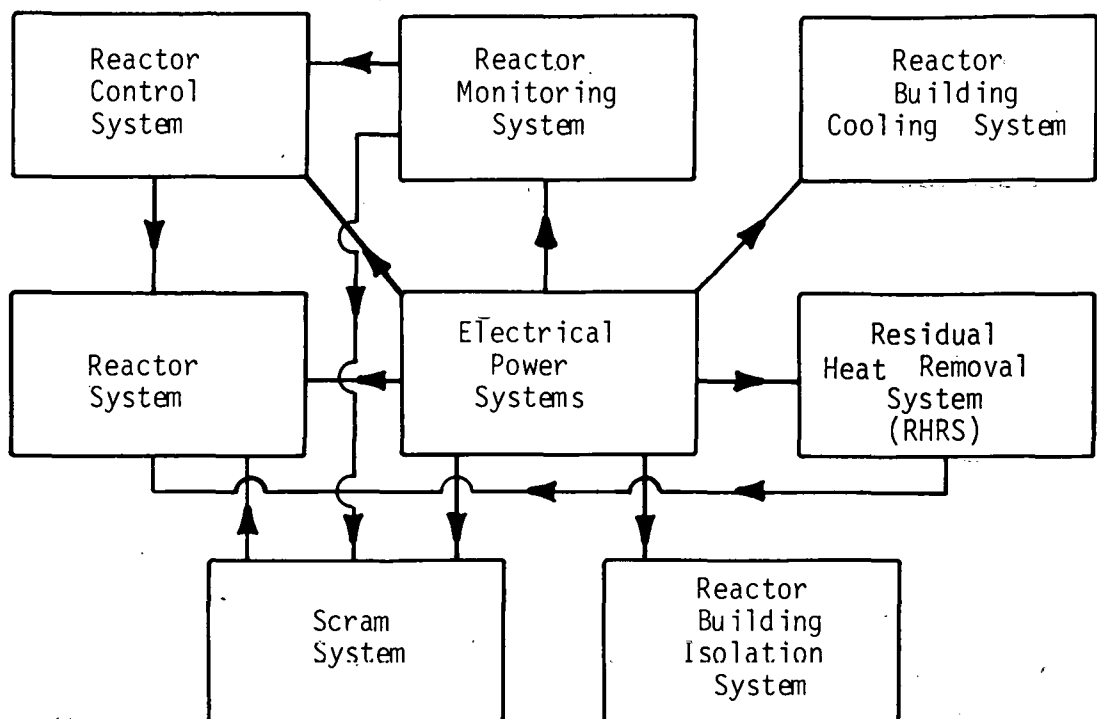 Reactor
Control
System
Reactor
Monitoring
System
Reactor
Building
Cooling System
Reactor
System
Electrical
Power
Systems
Residual
Heat Removal
System
(RHRS)
Scram
System
Reactor
Building
Isolation
System